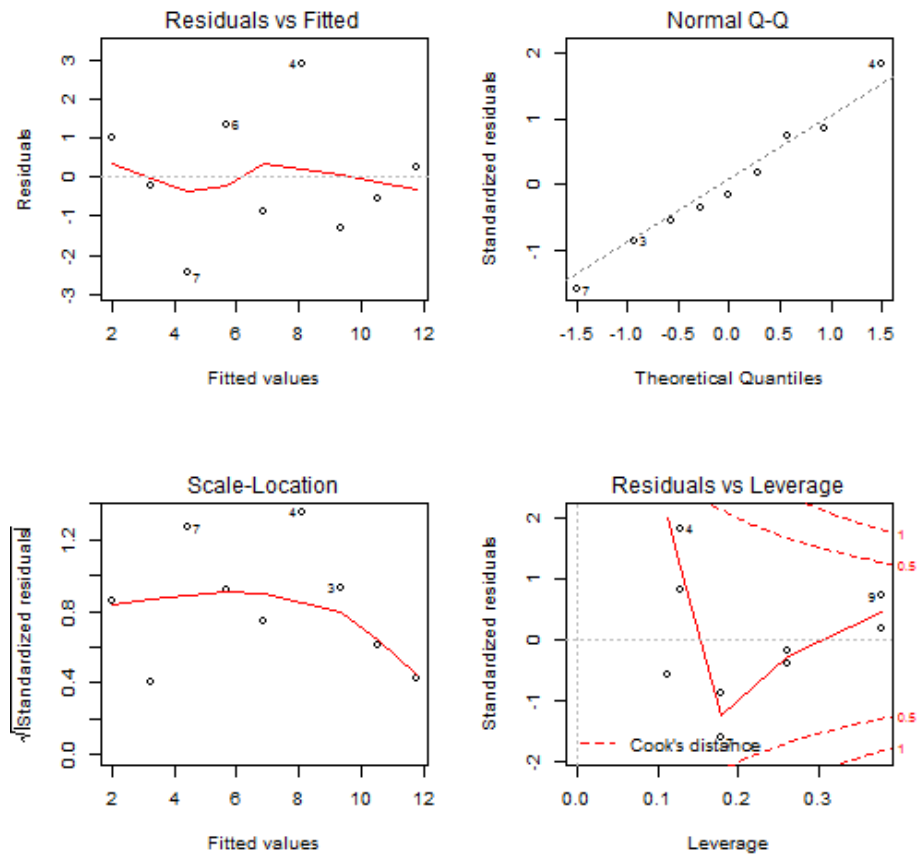 Residuals vs Fitted
Residuals
3
2
1
0
-1
-2
-3
4
6
7
2 4 6 8 10 12
Fitted values
Normal Q-Q
Standardized residuals
2
1
0
-1
4
3
7
-1.5 -1.0 -0.5 0.0 0.5 1.0 1.5
Theoretical Quantiles
Scale-Location
√|Standardized residuals|
1.2
0.8
0.4
0.0
7
4
3
2 4 6 8 10 12
Fitted values
Residuals vs Leverage
Standardized residuals
2
1
0
-1
-2
4
9
1
0.5
0.5
1
Cook's distance
0.0 0.1 0.2 0.3
Leverage